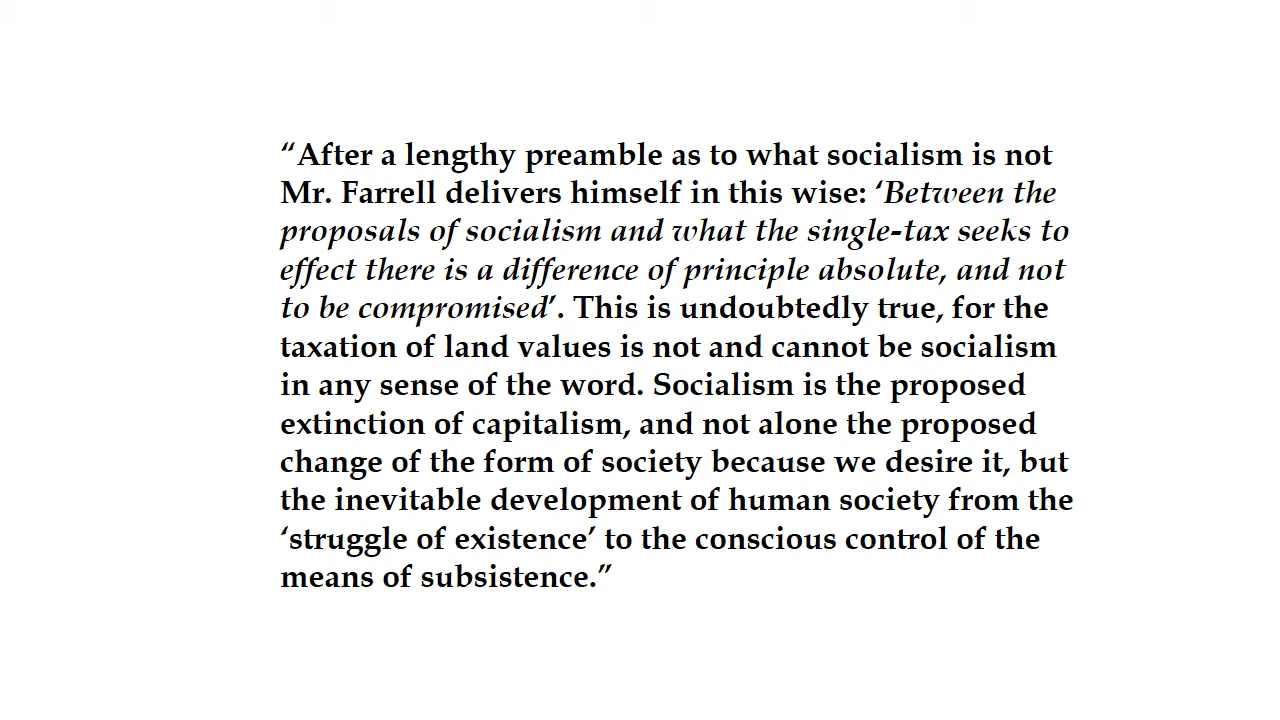 “After a lengthy preamble as to what socialism is not
Mr. Farrell delivers himself in this wise: ‘Between the
proposals of socialism and what the single-tax seeks to
effect there is a difference of principle absolute, and not
to be compromised’. This is undoubtedly true, for the
taxation of land values is not and cannot be socialism
in any sense of the word. Socialism is the proposed
extinction of capitalism, and not alone the proposed
change of the form of society because we desire it, but
the inevitable development of human society from the
‘struggle of existence’ to the conscious control of the
means of subsistence.”